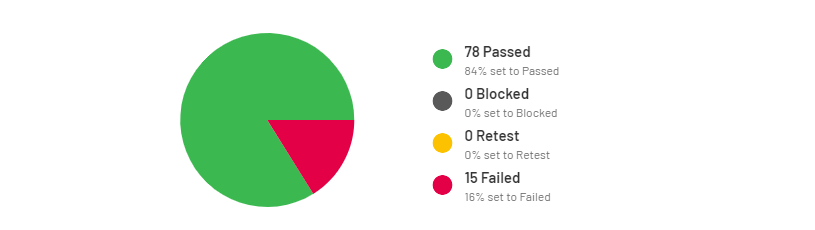 78 Passed
84% set to Passed
0 Blocked
0% set to Blocked
0 Retest
0% set to Retest
15 Failed
16% set to Failed